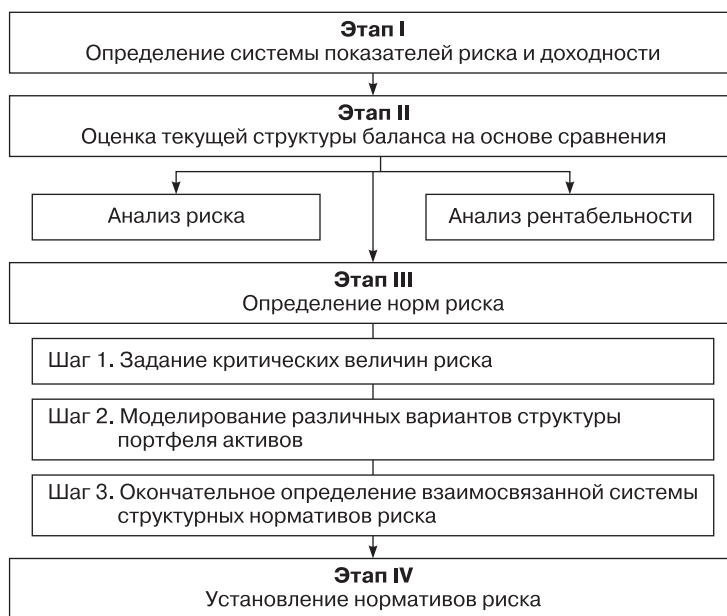 Этап I
Определение системы показателей риска и доходности
Этап II
Оценка текущей структуры баланса на основе сравнения
Анализ риска
Анализ рентабельности
Этап III
Определение норм риска
Шаг 1. Задание критических величин риска
Шаг 2. Моделирование различных вариантов структуры
портфеля активов
Шаг 3. Окончательное определение взаимосвязанной системы
структурных нормативов риска
Этап IV
Установление нормативов риска